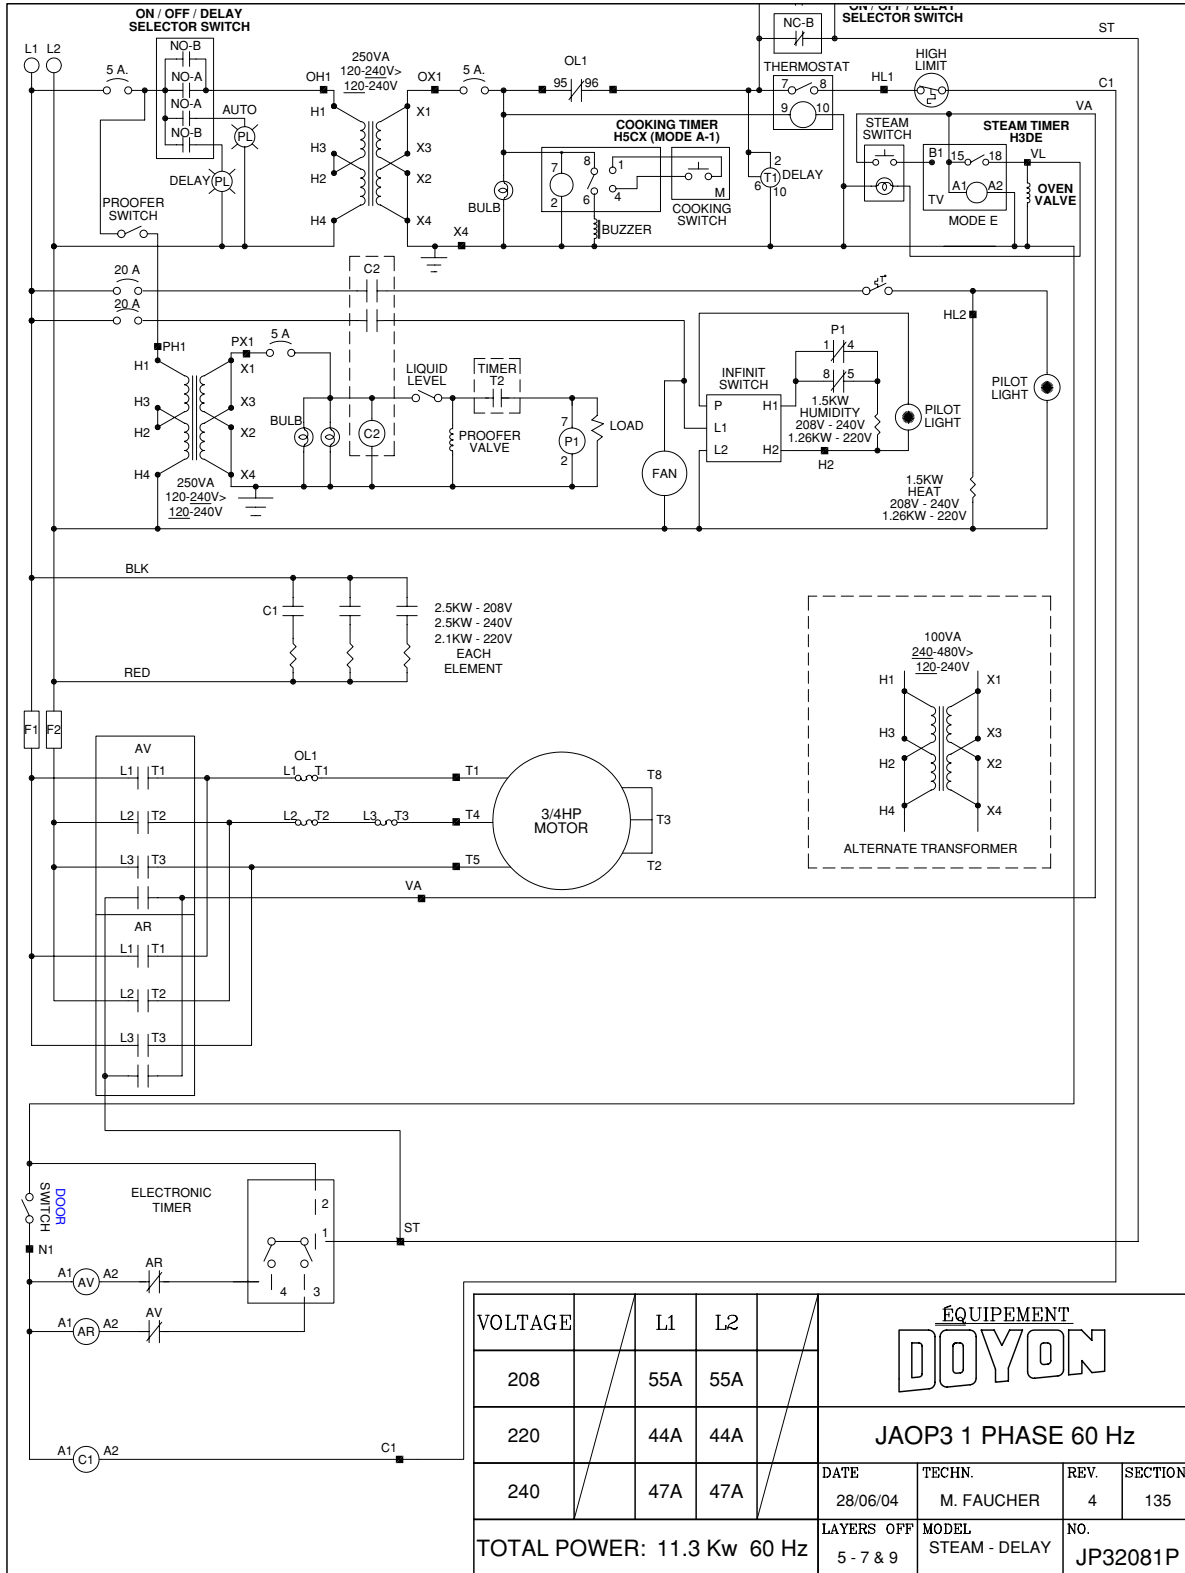 ON / OFF / DELAY
SELECTOR SWITCH
ON / OFF / DELAY
SELECTOR SWITCH
NC-B
ST
L1 L2
NO-B
NO-A
NO-A
NO-B
5 A.
AUTO
PL
DELAY
PL
PROOFER
SWITCH
250VA
120-240V>
120-240V
OH1
OX1
5 A.
H1
H3
H2
H4
X1
X3
X2
X4
X4
OL1
95 96
THERMOSTAT
7 8
9 10
HL1
HIGH
LIMIT
C1
VA
BULB
COOKING TIMER
H5CX (MODE A-1)
7
2
8
6
1
4
BUZZER
M
COOKING
SWITCH
2
T1
6
10
DELAY
STEAM
SWITCH
STEAM TIMER
H3DE
B1
15 18
VL
A1 A2
TV
MODE E
OVEN
VALVE
20 A
20 A
C2
T
HL2
PH1
PX1
5 A
H1
H3
H2
H4
X1
X3
X2
X4
250VA
120-240V>
120-240V
BULB
C2
LIQUID
LEVEL
PROOFER
VALVE
TIMER
T2
7
P1
2
LOAD
FAN
INFINIT
SWITCH
P
L1
L2
H1
H2
P1
1 4
8 5
1.5KW
HUMIDITY
208V - 240V
1.26KW - 220V
H2
PILOT
LIGHT
PILOT
LIGHT
1.5KW
HEAT
208V - 240V
1.26KW - 220V
BLK
C1
2.5KW - 208V
2.5KW - 240V
2.1KW - 220V
EACH
ELEMENT
RED
F1 F2
100VA
240-480V>
120-240V
H1
H3
H2
H4
X1
X3
X2
X4
ALTERNATE TRANSFORMER
AV
L1 T1
L2 T2
L3 T3
OL1
L1 T1
L2 T2 L3 T3
T1
T4
T5
3/4HP
MOTOR
T8
T3
T2
VA
AR
L1 T1
L2 T2
L3 T3
DOOR
SWITCH
ELECTRONIC
TIMER
2
1
4 3
ST
N1
A1 AV A2 AR
A1 AR A2 AV
A1 C1 A2
C1
VOLTAGE L1 L2
208 55A 55A
220 44A 44A
240 47A 47A
TOTAL POWER: 11.3 Kw 60 Hz
ÉQUIPEMENT
DOYON
JAOP3 1 PHASE 60 Hz
DATE TECHN. REV. SECTION
28/06/04 M. FAUCHER 4 135
LAYERS OFF MODEL NO.
5 - 7 & 9 STEAM - DELAY JP32081P